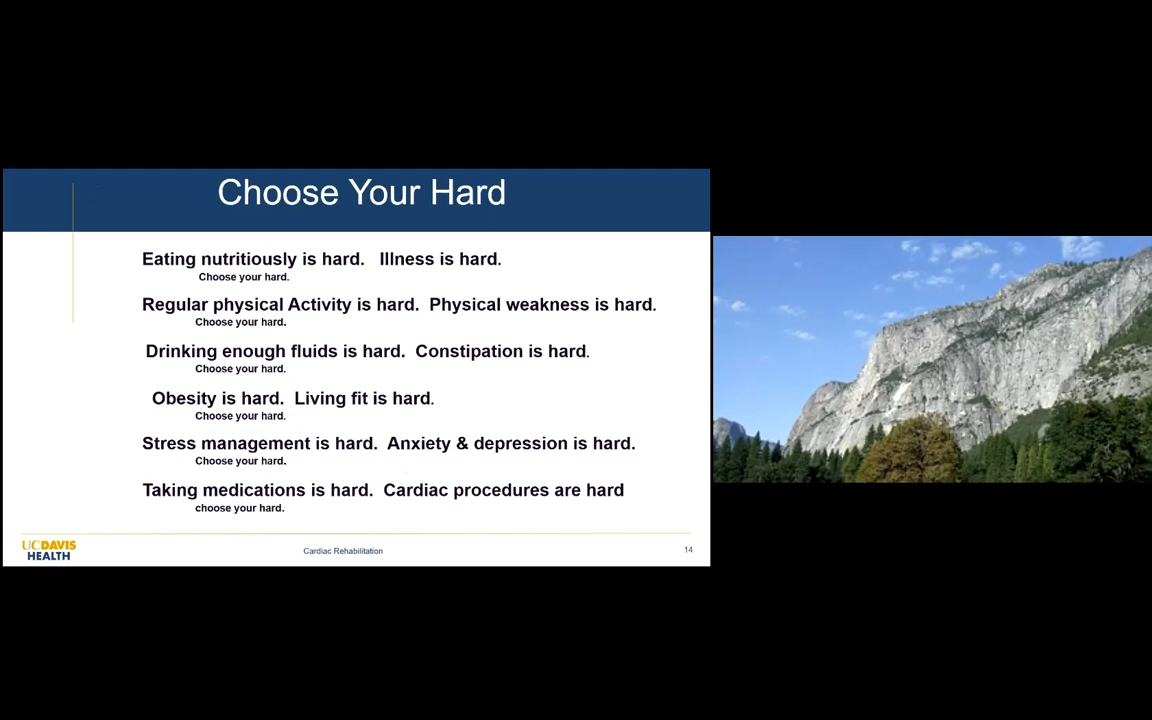 Choose Your Hard
Eating nutritiously is hard.   Illness is hard.
Choose your hard.
Regular physical Activity is hard.  Physical weakness is hard.
Choose your hard.
Drinking enough fluids is hard.  Constipation is hard.
Choose your hard.
Obesity is hard.  Living fit is hard.
Choose your hard.
Stress management is hard.  Anxiety & depression is hard.
Choose your hard.
Taking medications is hard.  Cardiac procedures are hard
choose your hard.
UCDAVIS
HEALTH
Cardiac Rehabilitation
14